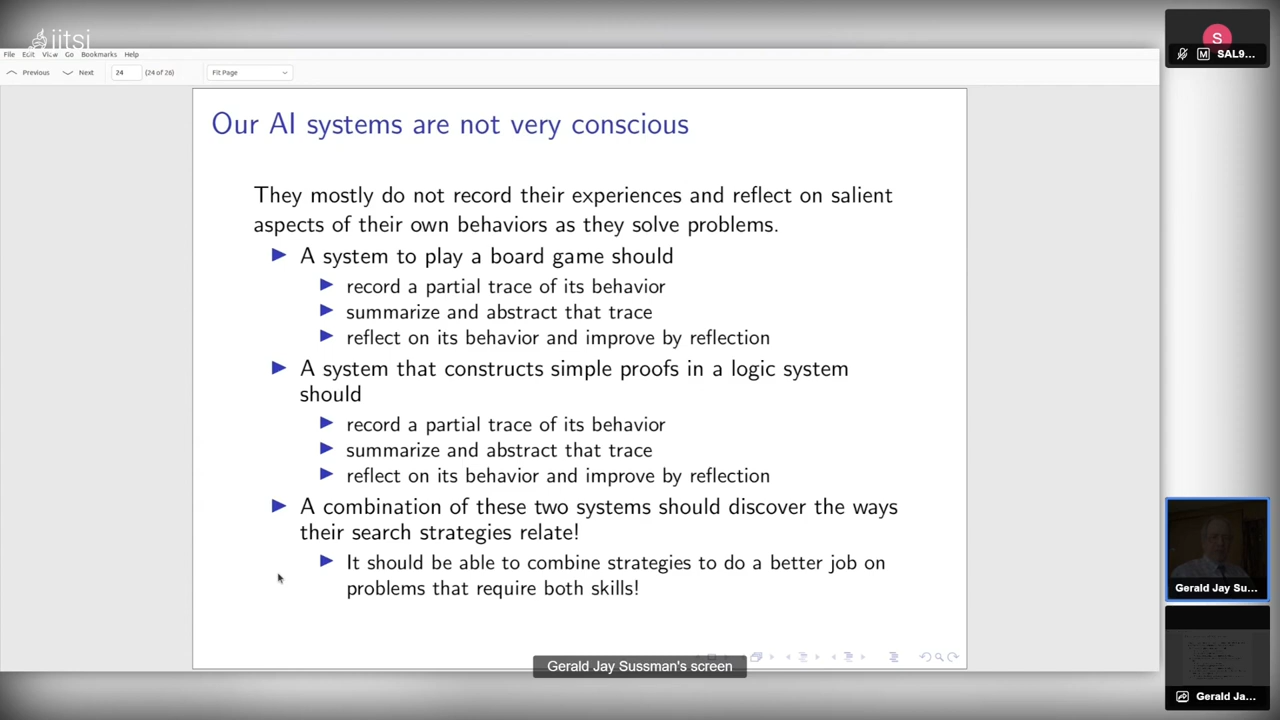 jitsi
File Edit View Go Bookmarks Help
Previous Next 24 (24 of 26) Fit Page
Our AI systems are not very conscious
They mostly do not record their experiences and reflect on salient
aspects of their own behaviors as they solve problems.
A system to play a board game should
record a partial trace of its behavior
summarize and abstract that trace
reflect on its behavior and improve by reflection
A system that constructs simple proofs in a logic system
should
record a partial trace of its behavior
summarize and abstract that trace
reflect on its behavior and improve by reflection
A combination of these two systems should discover the ways
their search strategies relate!
It should be able to combine strategies to do a better job on
problems that require both skills!
Gerald Jay Sussman's screen
S
M SAL9...
Gerald Jay Su...
Gerald Ja...